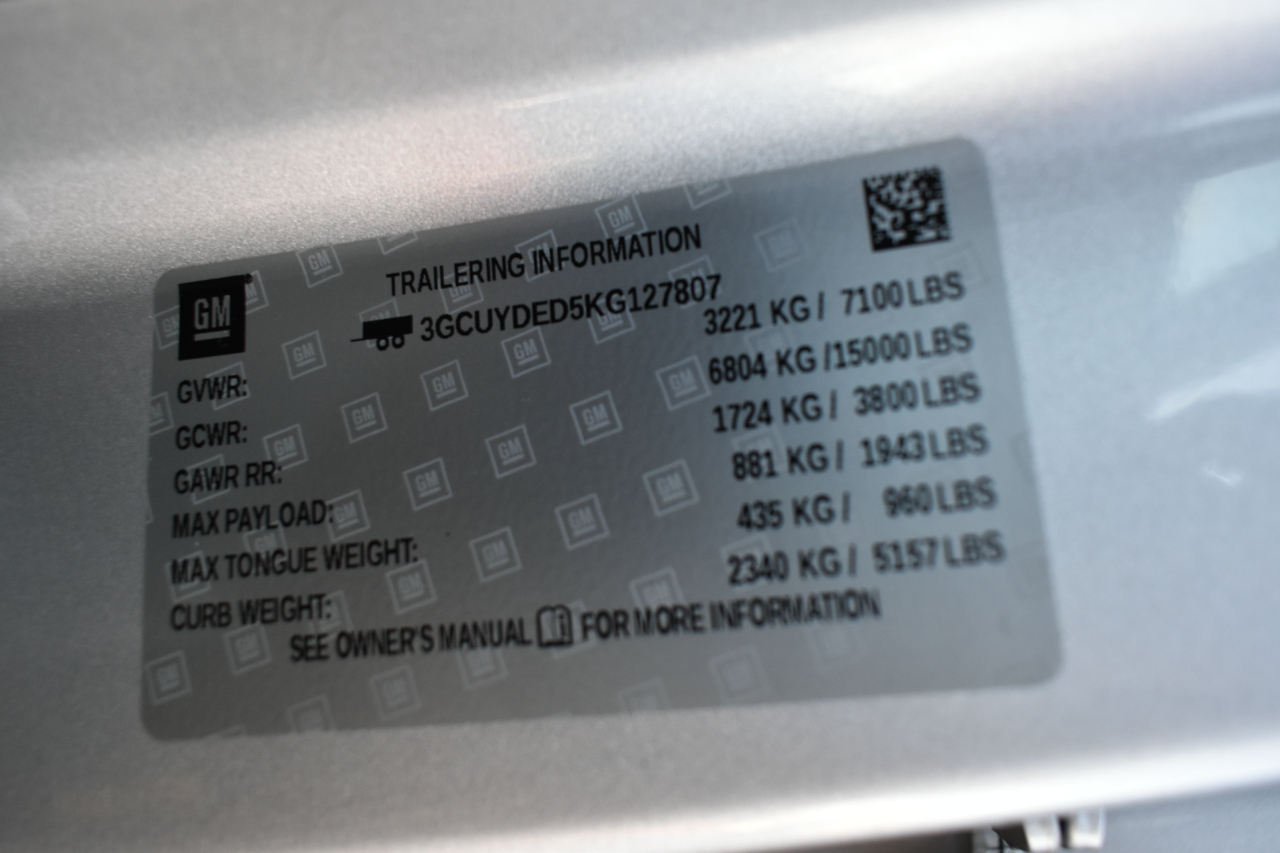 GM
TRAILERING INFORMATION
3GCUYDED5KG127807
GVWR: 3221 KG / 7100 LBS
GCWR: 6804 KG /15000 LBS
GAWR RR: 1724 KG / 3800 LBS
MAX PAYLOAD: 881 KG / 1943 LBS
MAX TONGUE WEIGHT: 435 KG / 960 LBS
CURB WEIGHT: 2340 KG / 5157 LBS
SEE OWNER'S MANUAL FOR MORE INFORMATION